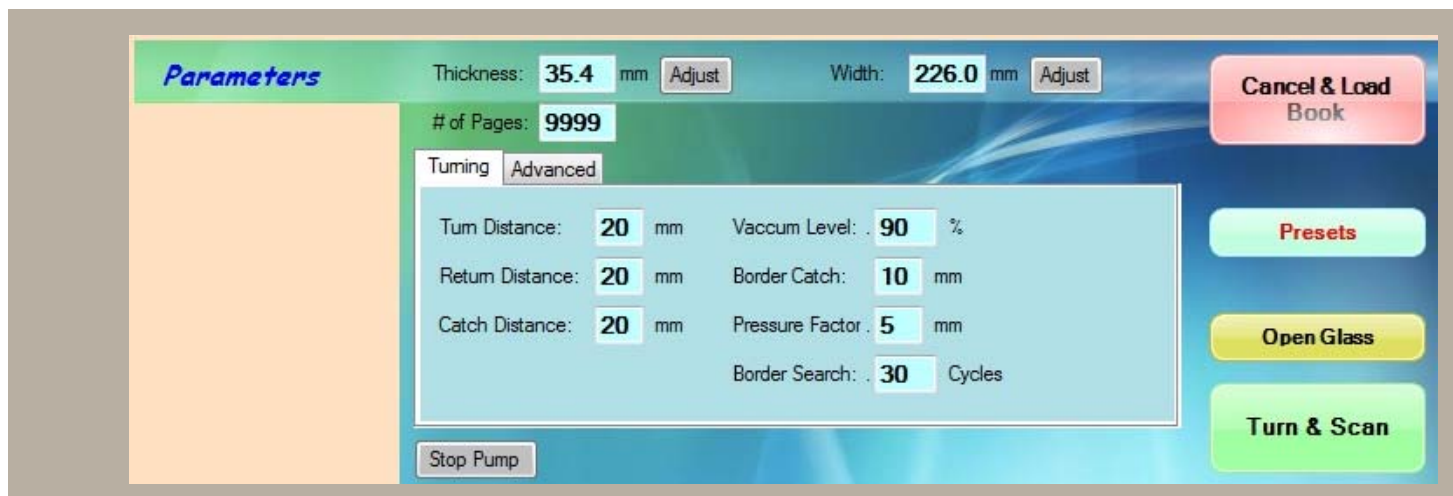 Parameters
Thickness: 35.4 mm Adjust Width: 226.0 mm Adjust
# of Pages: 9999
Turning Advanced
Turn Distance: 20 mm Vaccum Level: . 90 %
Return Distance: 20 mm Border Catch: 10 mm
Catch Distance: 20 mm Pressure Factor . 5 mm
Border Search: . 30 Cycles
Stop Pump
Cancel & Load
Book
Presets
Open Glass
Turn & Scan